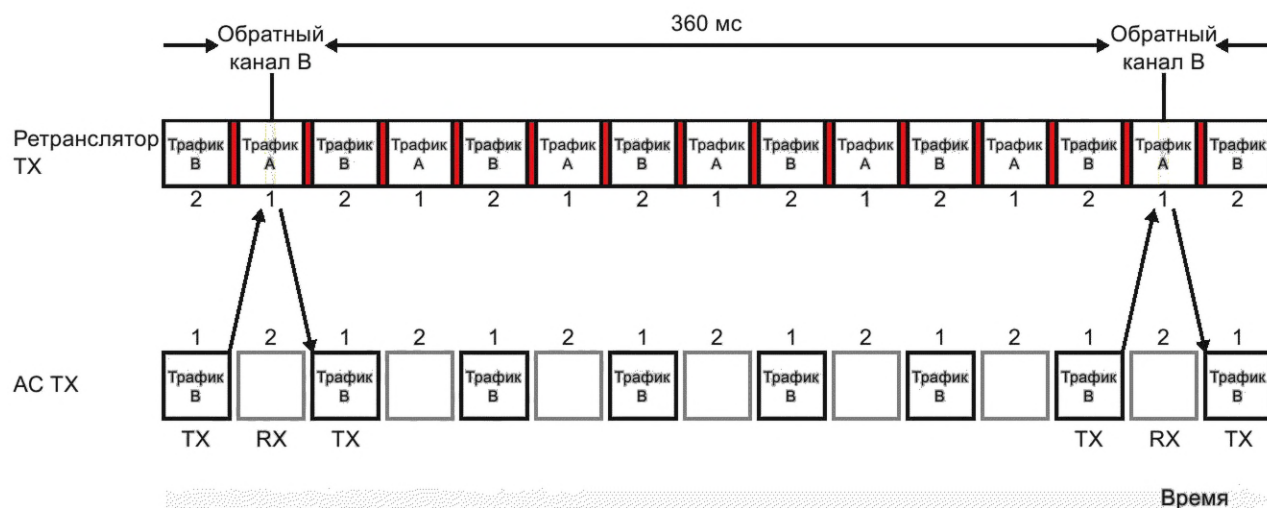 360 мс
Обратный
канал В
Обратный
канал В
Ретранслятор
TX
Трафик
В
Трафик
А
Трафик
В
Трафик
А
Трафик
В
Трафик
А
Трафик
В
Трафик
А
Трафик
В
Трафик
А
Трафик
В
Трафик
А
Трафик
В
Трафик
А
Трафик
В
2 1 2 1 2 1 2 1 2 1 2 1 2 1 2
1 2 1 2 1 2 1 2 1 2 1 2 1 2 1
АС TX
Трафик
В
Трафик
В
Трафик
В
Трафик
В
Трафик
В
Трафик
В
Трафик
В
Трафик
В
TX RX TX TX RX TX
Время